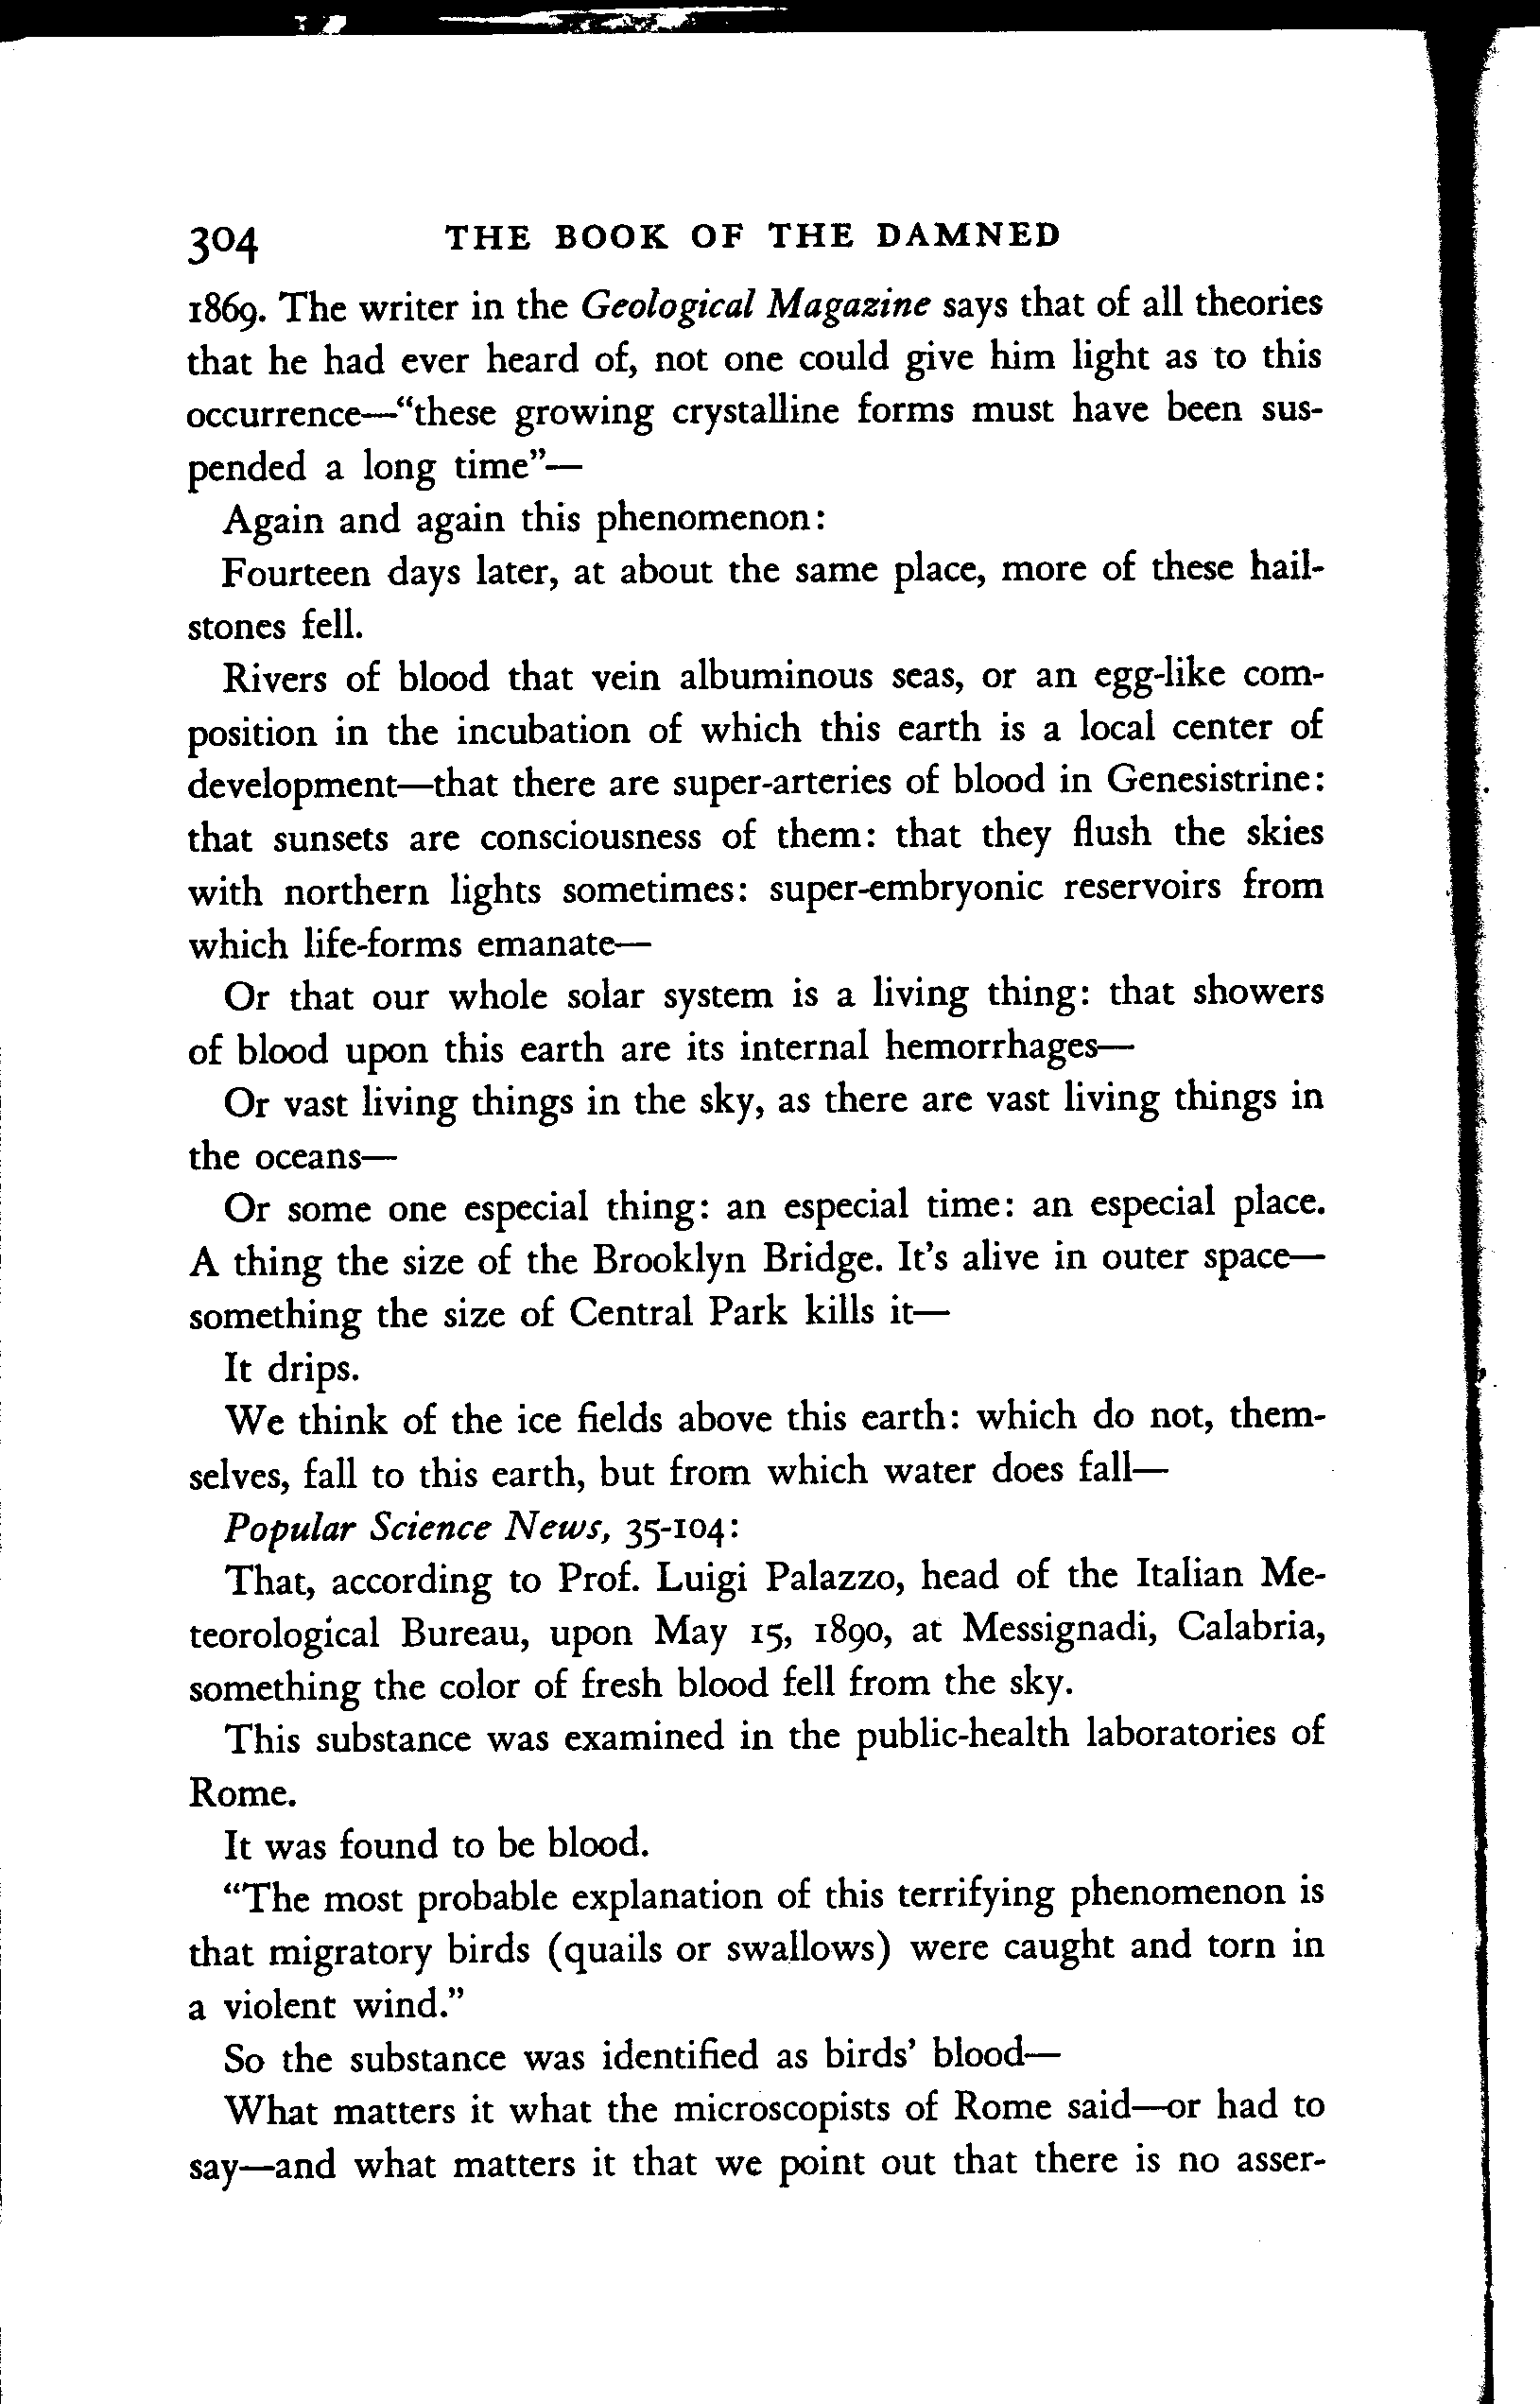 304 THE BOOK OF THE DAMNED
1869. The writer in the Geological Magazine says that of all theories
that he had ever heard of, not one could give him light as to this
occurrence—“these growing crystalline forms must have been sus-
pended a long time”—
Again and again this phenomenon:
Fourteen days later, at about the same place, more of these hail-
stones fell.
Rivers of blood that vein albuminous seas, or an egg-like com-
position in the incubation of which this earth is a local center of
development—that there are super-arteries of blood in Genesistrine:
that sunsets are consciousness of them: that they flush the skies
with northern lights sometimes: super-embryonic reservoirs from
which life-forms emanate—
Or that our whole solar system is a living thing: that showers
of blood upon this earth are its internal hemorrhages—
Or vast living things in the sky, as there are vast living things in
the oceans—
Or some one especial thing: an especial time: an especial place.
A thing the size of the Brooklyn Bridge. It’s alive in outer space—
something the size of Central Park kills it—
It drips.
We think of the ice fields above this earth: which do not, them-
selves, fall to this earth, but from which water does fall—
Popular Science News, 35-104:
That, according to Prof. Luigi Palazzo, head of the Italian Me-
teorological Bureau, upon May 15, 1890, at Messignadi, Calabria,
something the color of fresh blood fell from the sky.
This substance was examined in the public-health laboratories of
Rome.
It was found to be blood.
“The most probable explanation of this terrifying phenomenon is
that migratory birds (quails or swallows) were caught and torn in
a violent wind.”
So the substance was identified as birds’ blood—
What matters it what the microscopists of Rome said—or had to
say—and what matters it that we point out that there is no asser-